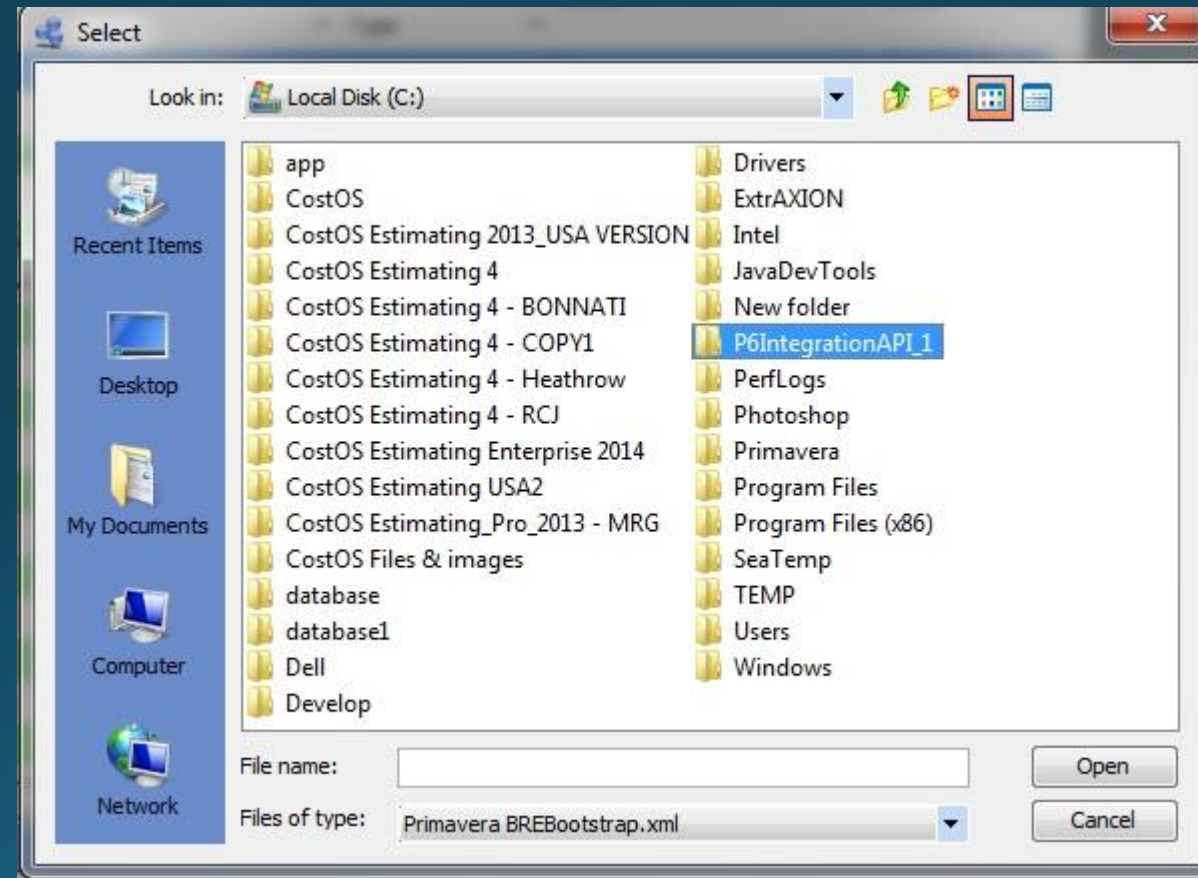 Select
Look in: Local Disk (C:)
Recent Items
Desktop
My Documents
Computer
Network
app
CostOS
CostOS Estimating 2013_USA VERSION
CostOS Estimating 4
CostOS Estimating 4 - BONNATI
CostOS Estimating 4 - COPY1
CostOS Estimating 4 - Heathrow
CostOS Estimating 4 - RCJ
CostOS Estimating Enterprise 2014
CostOS Estimating USA2
CostOS Estimating_Pro_2013 - MRG
CostOS Files & images
database
database1
Dell
Develop
Drivers
ExtrAXION
Intel
JavaDevTools
New folder
P6IntegrationAPI_1
PerfLogs
Photoshop
Primavera
Program Files
Program Files (x86)
SeaTemp
TEMP
Users
Windows
File name:
Open
Files of type: Primavera BREBootstrap.xml
Cancel